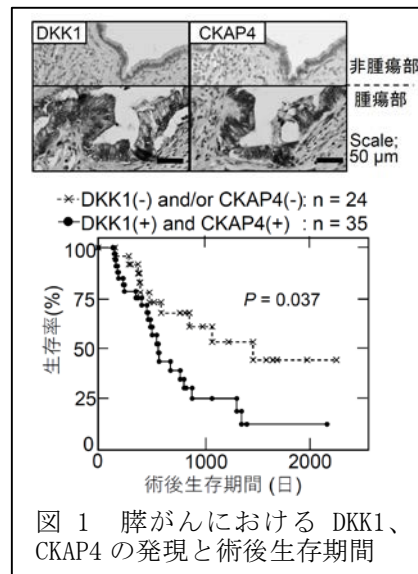 DKK1 CKAP4
非腫瘍部
腫瘍部
Scale;
50 μm
DKK1(-) and/or CKAP4(-): n = 24
DKK1(+) and CKAP4(+) : n = 35
100
75
50
25
0
生存率(%)
P = 0.037
0 1000 2000
術後生存期間 (日)
図 1 膵がんにおける DKK1、
CKAP4 の発現と術後生存期間